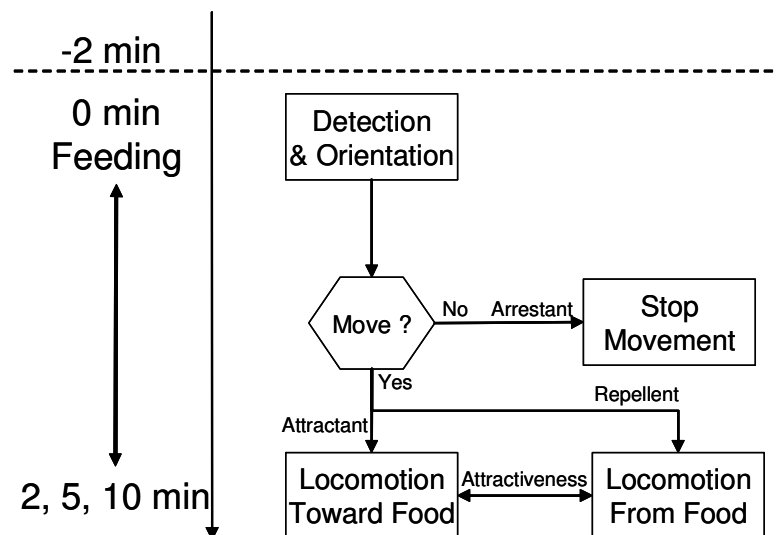 -2 min
0 min
Feeding
2, 5, 10 min
Detection
& Orientation
Move ?
No
Arrestant
Stop
Movement
Yes
Attractant
Repellent
Locomotion
Toward Food
Attractiveness
Locomotion
From Food